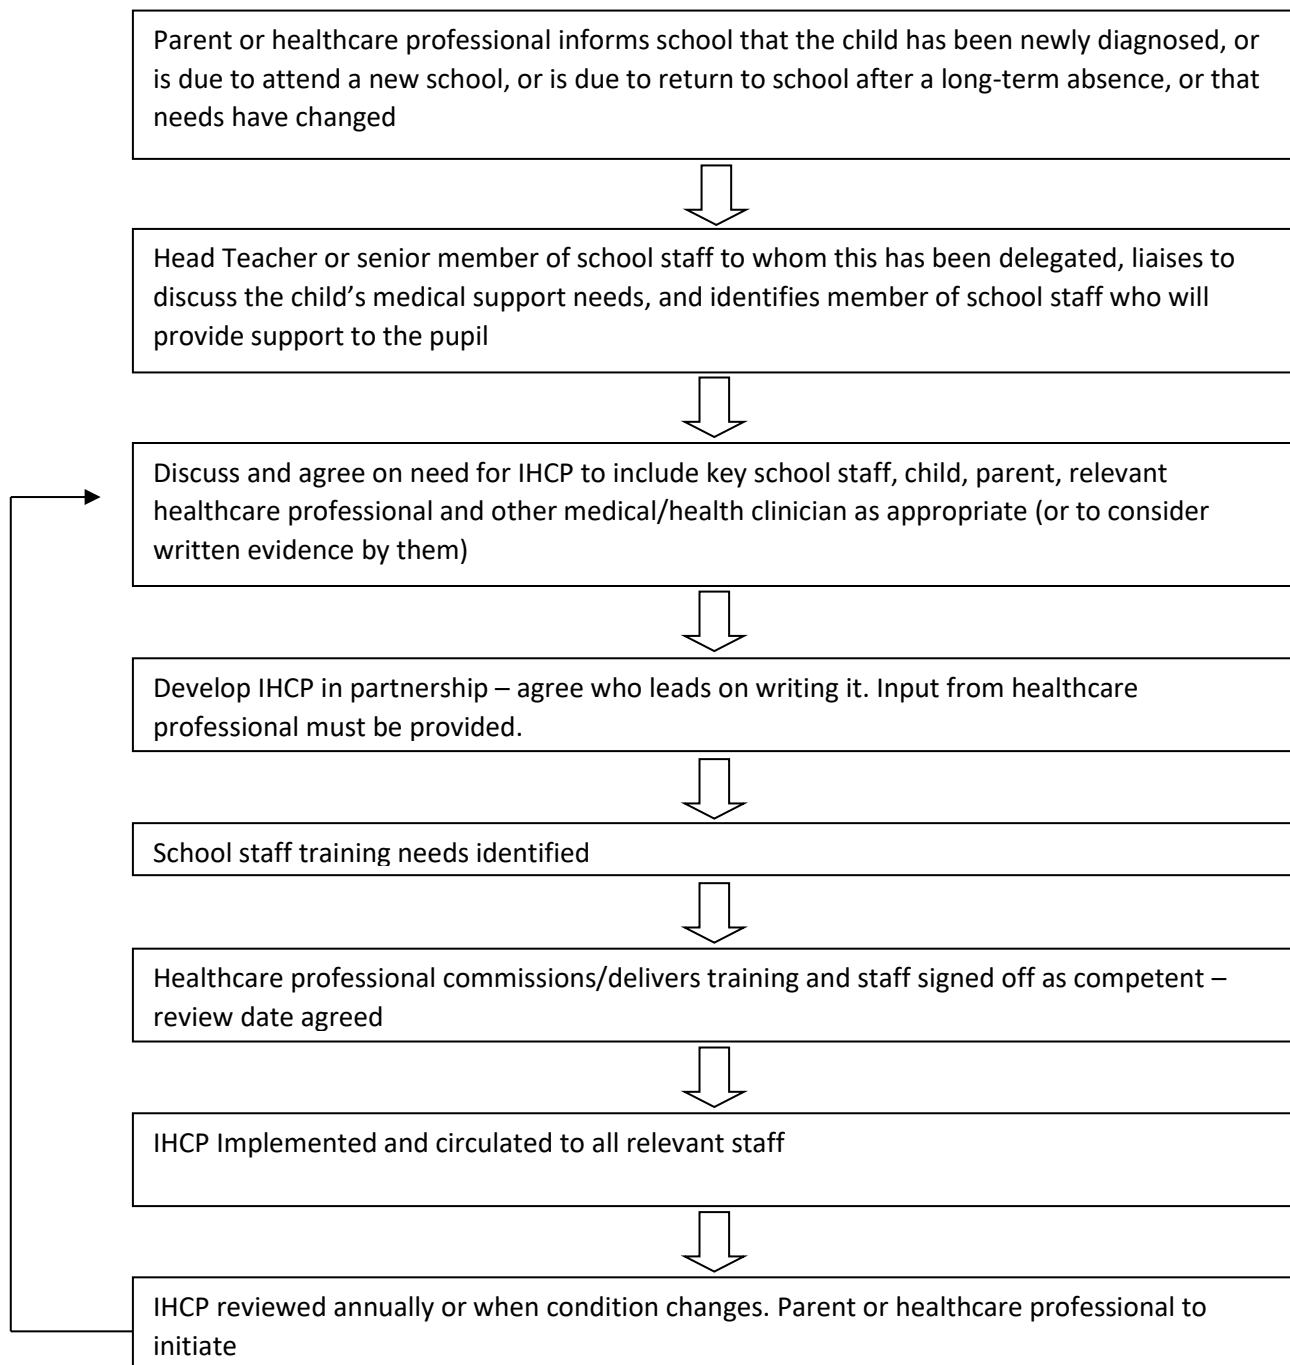 Parent or healthcare professional informs school that the child has been newly diagnosed, or
is due to attend a new school, or is due to return to school after a long-term absence, or that
needs have changed
Head Teacher or senior member of school staff to whom this has been delegated, liaises to
discuss the child’s medical support needs, and identifies member of school staff who will
provide support to the pupil
Discuss and agree on need for IHCP to include key school staff, child, parent, relevant
healthcare professional and other medical/health clinician as appropriate (or to consider
written evidence by them)
Develop IHCP in partnership – agree who leads on writing it. Input from healthcare
professional must be provided.
School staff training needs identified
Healthcare professional commissions/delivers training and staff signed off as competent –
review date agreed
IHCP Implemented and circulated to all relevant staff
IHCP reviewed annually or when condition changes. Parent or healthcare professional to
initiate